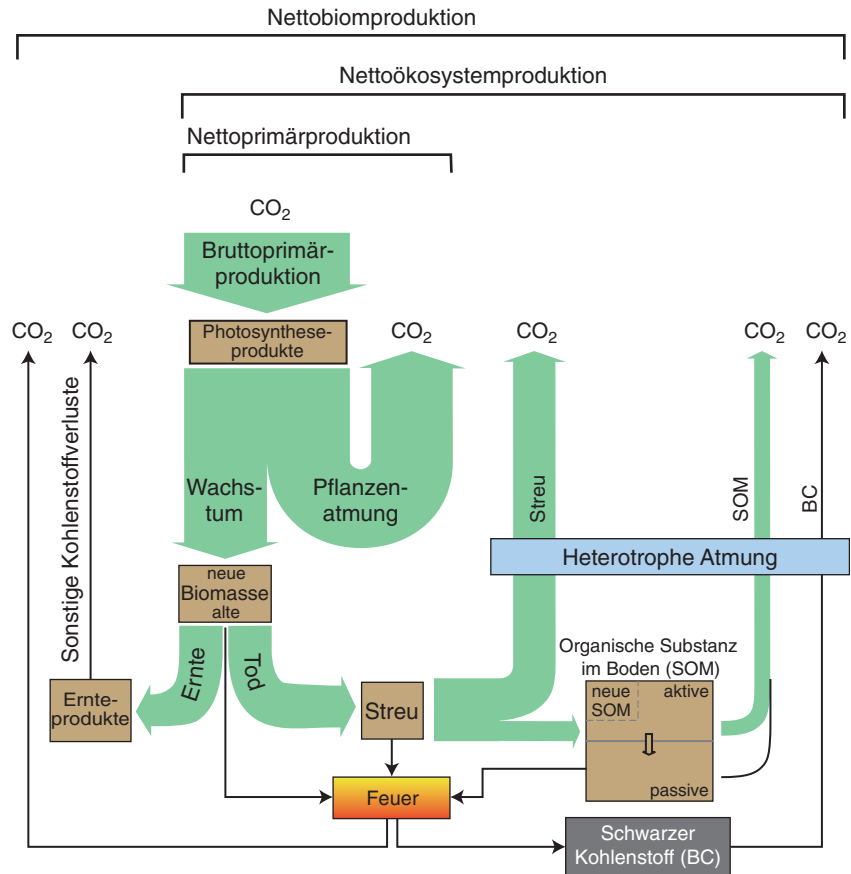 Nettobiomproduktion
Nettoökosystemproduktion
Nettoprimärproduktion
CO₂
Bruttoprimär-
produktion
CO₂
CO₂
Photosynthese-
produkte
CO₂
CO₂
CO₂
CO₂
Sonstige Kohlenstoffverluste
Wachs-
tum
Pflanzen-
atmung
Streu
SOM
BC
Heterotrophe Atmung
neue
Biomasse
alte
Ernte
Tod
Organische Substanz
im Boden (SOM)
Ernte-
produkte
Streu
neue
SOM
aktive
passive
Feuer
Schwarzer
Kohlenstoff (BC)